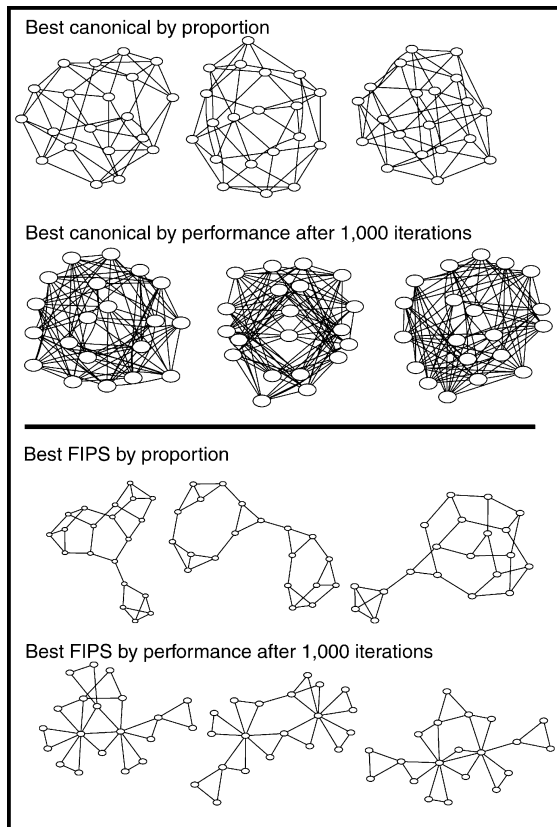 Best canonical by proportion
Best canonical by performance after 1,000 iterations
Best FIPS by proportion
Best FIPS by performance after 1,000 iterations